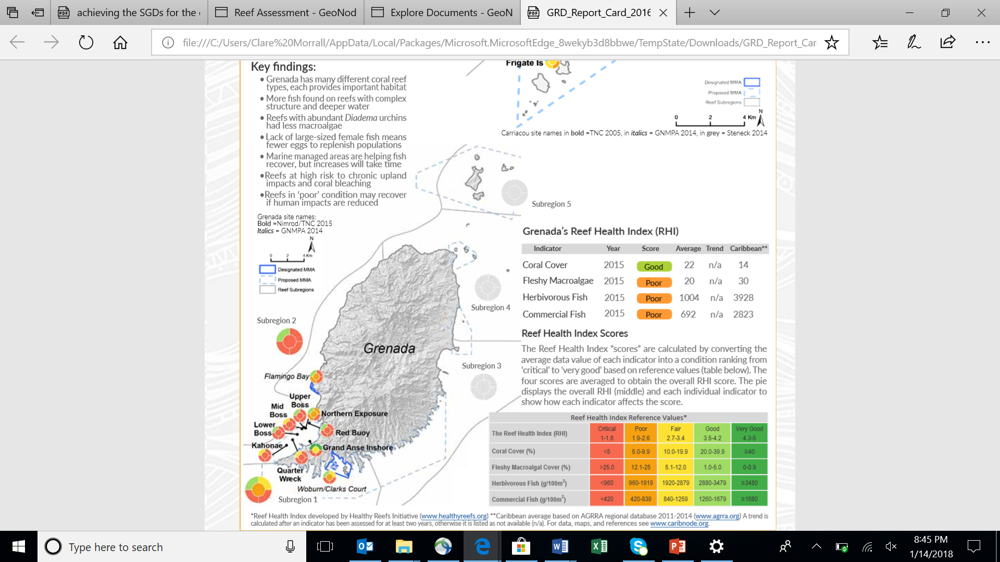 achieving the SGDs for the
Reef Assessment - GeoNod
Explore Documents - GeoN
GRD_Report_Card_2016
file:///C:/Users/Clare%20Morrall/AppData/Local/Packages/Microsoft.MicrosoftEdge_8wekyb3d8bbwe/TempState/Downloads/GRD_Report_Car
Key findings:
• Grenada has many different coral reef
types, each provides important habitat
• More fish found on reefs with complex
structure and deeper water
• Reefs with abundant Diadema urchins
had less macroalgae
• Lack of large-sized female fish means
fewer eggs to replenish populations
• Marine managed areas are helping fish
recover, but increases will take time
•Reefs at high risk to chronic upland
impacts and coral bleaching
•Reefs in ‘poor’ condition may recover
if human impacts are reduced
Grenada site names:
Bold =Nimrod/TNC 2015
Italics = GNMPA 2014
N
0 2 4 Km
Designated MMA
Proposed MMA
Reef Subregions
Frigate Is
Designated MMA
Proposed MMA
Reef Subregions
N
0 2 4 Km
Carriacou site names in bold =TNC 2005, in italics = GNMPA 2014, in grey = Steneck 2014
Subregion 5
Subregion 4
Subregion 3
Subregion 2
Grenada
Flamingo Bay
Upper
Boss
Mid
Boss
Northern Exposure
Lower
Boss
Red Buoy
Kahonae
Grand Anse Inshore
Quarter
Wreck
Woburn/Clarks Court
Subregion 1
Grenada’s Reef Health Index (RHI)
Indicator Year Score Average Trend Caribbean**
Coral Cover 2015 Good 22 n/a 14
Fleshy Macroalgae 2015 Poor 20 n/a 30
Herbivorous Fish 2015 Poor 1004 n/a 3928
Commercial Fish 2015 Poor 692 n/a 2823
Reef Health Index Scores
The Reef Health Index “scores” are calculated by converting the
average data value of each indicator into a condition ranking from
‘critical’ to ‘very good’ based on reference values (table below). The
four scores are averaged to obtain the overall RHI score. The pie
displays the overall RHI (middle) and each individual indicator to
show how each indicator affects the score.
Reef Health Index Reference Values*
The Reef Health Index (RHI) Critical 1-1.8 Poor 1.9-2.6 Fair 2.7-3.4 Good 3.5-4.2 Very Good 4.3-5
Coral Cover (%) <5 5.0-9.9 10.0-19.9 20.0-39.9 ≥40
Fleshy Macroalgal Cover (%) >25.0 12.1-25 5.1-12.0 1.0-5.0 0-0.9
Herbivorous Fish (g/100m²) <960 960-1919 1920-2879 2880-3479 ≥3480
Commercial Fish (g/100m²) <420 420-839 840-1259 1260-1679 ≥1680
*Reef Health Index developed by Healthy Reefs Initiative (www.healthyreefs.org) **Caribbean average based on AGRRA regional database 2011-2014 (www.agrra.org) A trend is
calculated after an indicator has been assessed for at least two years, otherwise it is listed as not available (n/a). For data, maps, and references see www.caribnode.org.
Type here to search
8:45 PM
1/14/2018